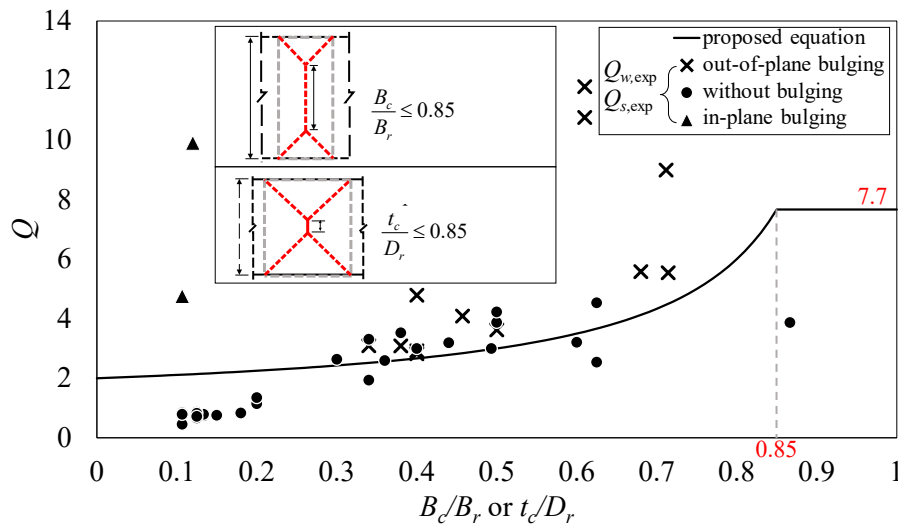 14
12
10
8
6
4
2
0
Q
B_c/B_r ≤ 0.85
t_c/D_r ≤ 0.85
proposed equation
Q_{w,exp} out-of-plane bulging
Q_{s,exp} without bulging
in-plane bulging
7.7
0.85
0 0.1 0.2 0.3 0.4 0.5 0.6 0.7 0.8 0.9 1
B_c/B_r or t_c/D_r